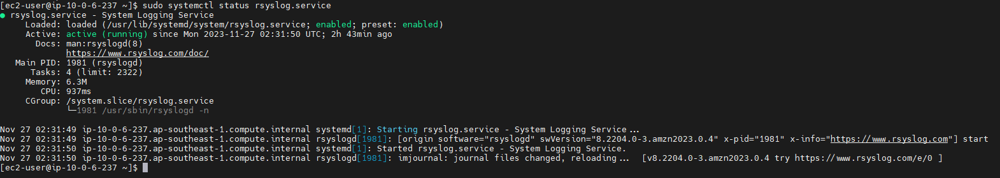 [ec2-user@ip-10-0-6-237 ~]$ sudo systemctl status rsyslog.service
● rsyslog.service - System Logging Service
     Loaded: loaded (/usr/lib/systemd/system/rsyslog.service; enabled; preset: enabled)
     Active: active (running) since Mon 2023-11-27 02:31:50 UTC; 2h 43min ago
       Docs: man:rsyslogd(8)
             https://www.rsyslog.com/doc/
   Main PID: 1981 (rsyslogd)
      Tasks: 4 (limit: 2322)
     Memory: 6.3M
        CPU: 937ms
     CGroup: /system.slice/rsyslog.service
             └─1981 /usr/sbin/rsyslogd -n
Nov 27 02:31:49 ip-10-0-6-237.ap-southeast-1.compute.internal systemd[1]: Starting rsyslog.service - System Logging Service...
Nov 27 02:31:49 ip-10-0-6-237.ap-southeast-1.compute.internal rsyslogd[1981]: [origin software="rsyslogd" swVersion="8.2204.0-3.amzn2023.0.4" x-pid="1981" x-info="https://www.rsyslog.com"] start
Nov 27 02:31:50 ip-10-0-6-237.ap-southeast-1.compute.internal systemd[1]: Started rsyslog.service - System Logging Service.
Nov 27 02:31:50 ip-10-0-6-237.ap-southeast-1.compute.internal rsyslogd[1981]: imjournal: journal files changed, reloading...  [v8.2204.0-3.amzn2023.0.4 try https://www.rsyslog.com/e/0 ]
[ec2-user@ip-10-0-6-237 ~]$